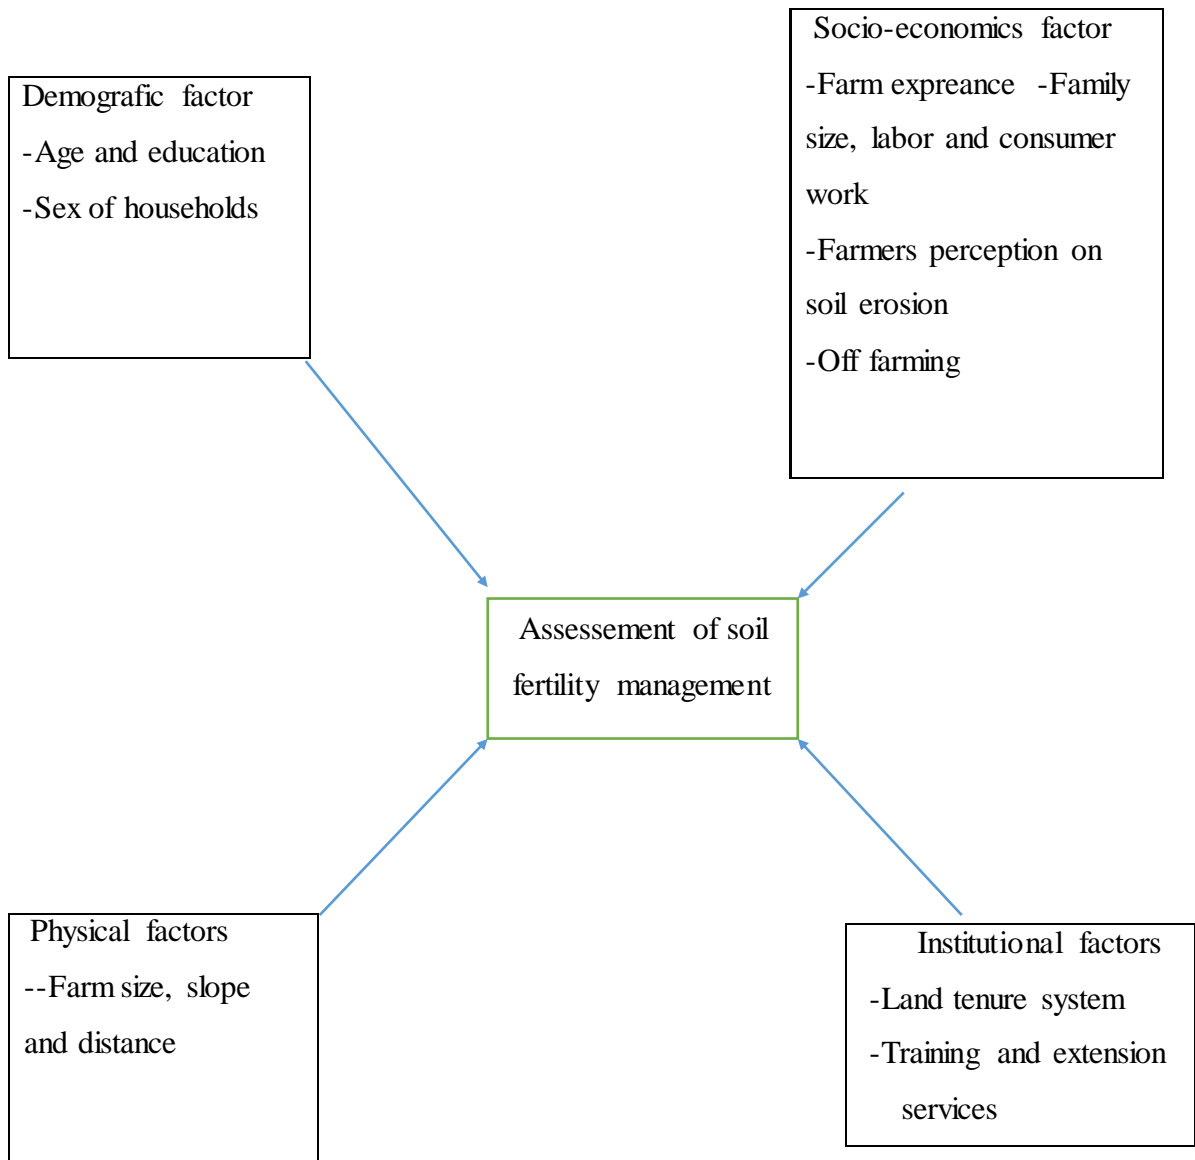 Demografic factor
-Age and education
-Sex of households
Socio-economics factor
-Farm expreance -Family
size, labor and consumer
work
-Farmers perception on
soil erosion
-Off farming
Assessement of soil
fertility management
Physical factors
--Farm size, slope
and distance
Institutional factors
-Land tenure system
-Training and extension
services